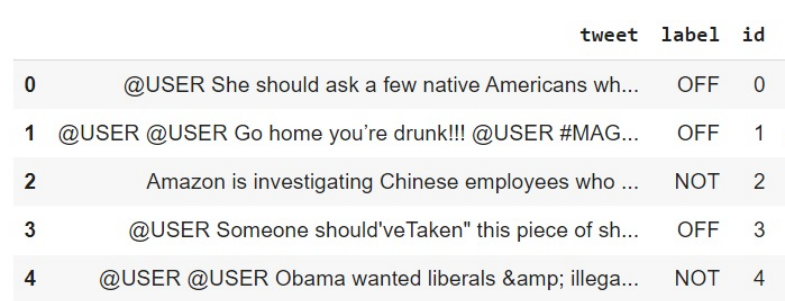 tweet label id
0 @USER She should ask a few native Americans wh... OFF 0
1 @USER @USER Go home you’re drunk!!! @USER #MAG... OFF 1
2 Amazon is investigating Chinese employees who ... NOT 2
3 @USER Someone should'veTaken" this piece of sh... OFF 3
4 @USER @USER Obama wanted liberals &amp; illega... NOT 4